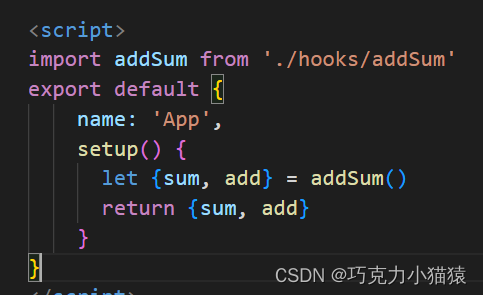 <script>
import addSum from './hooks/addSum'
export default {
name: 'App',
setup() {
let {sum, add} = addSum()
return {sum, add}
}
}
</script>
CSDN @巧克力小猫猿